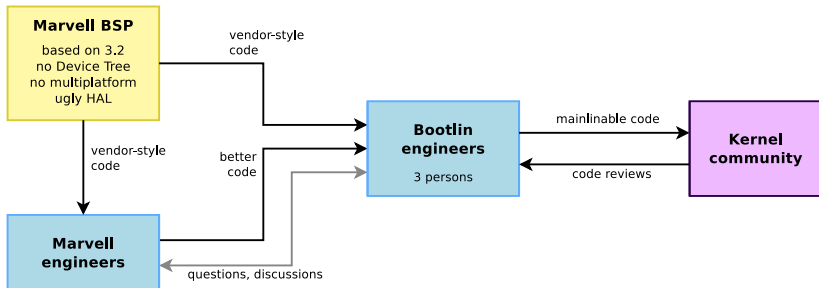 Marvell BSP
based on 3.2
no Device Tree
no multiplatform
ugly HAL
vendor-style
code
vendor-style
code
better
code
Bootlin
engineers
3 persons
mainlinable code
code reviews
Kernel
community
Marvell
engineers
questions, discussions